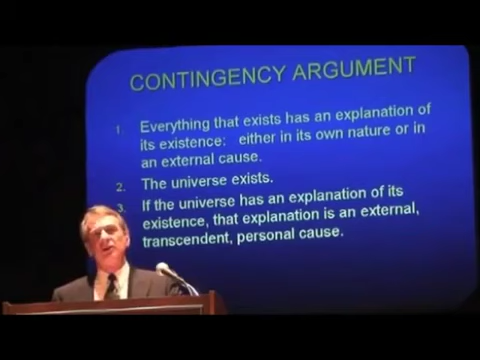 CONTINGENCY ARGUMENT
1. Everything that exists has an explanation of
its existence: either in its own nature or in
an external cause.
2. The universe exists.
3. If the universe has an explanation of its
existence, that explanation is an external,
transcendent, personal cause.